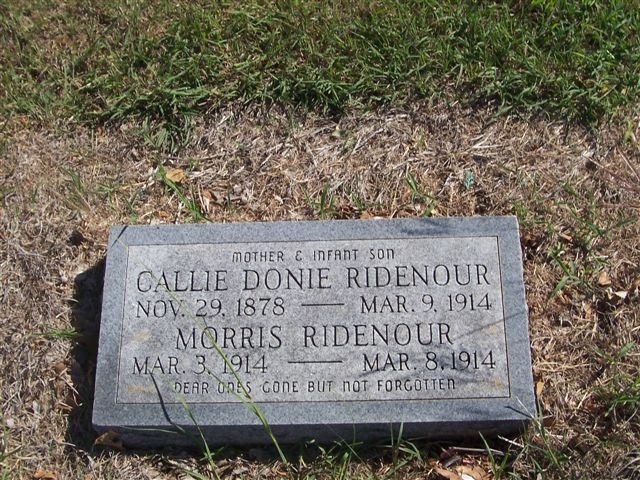 MOTHER & INFANT SON
CALLIE DONIE RIDENOUR
NOV. 29, 1878 — MAR. 9, 1914
MORRIS RIDENOUR
MAR. 3, 1914 — MAR. 8, 1914
DEAR ONES GONE BUT NOT FORGOTTEN